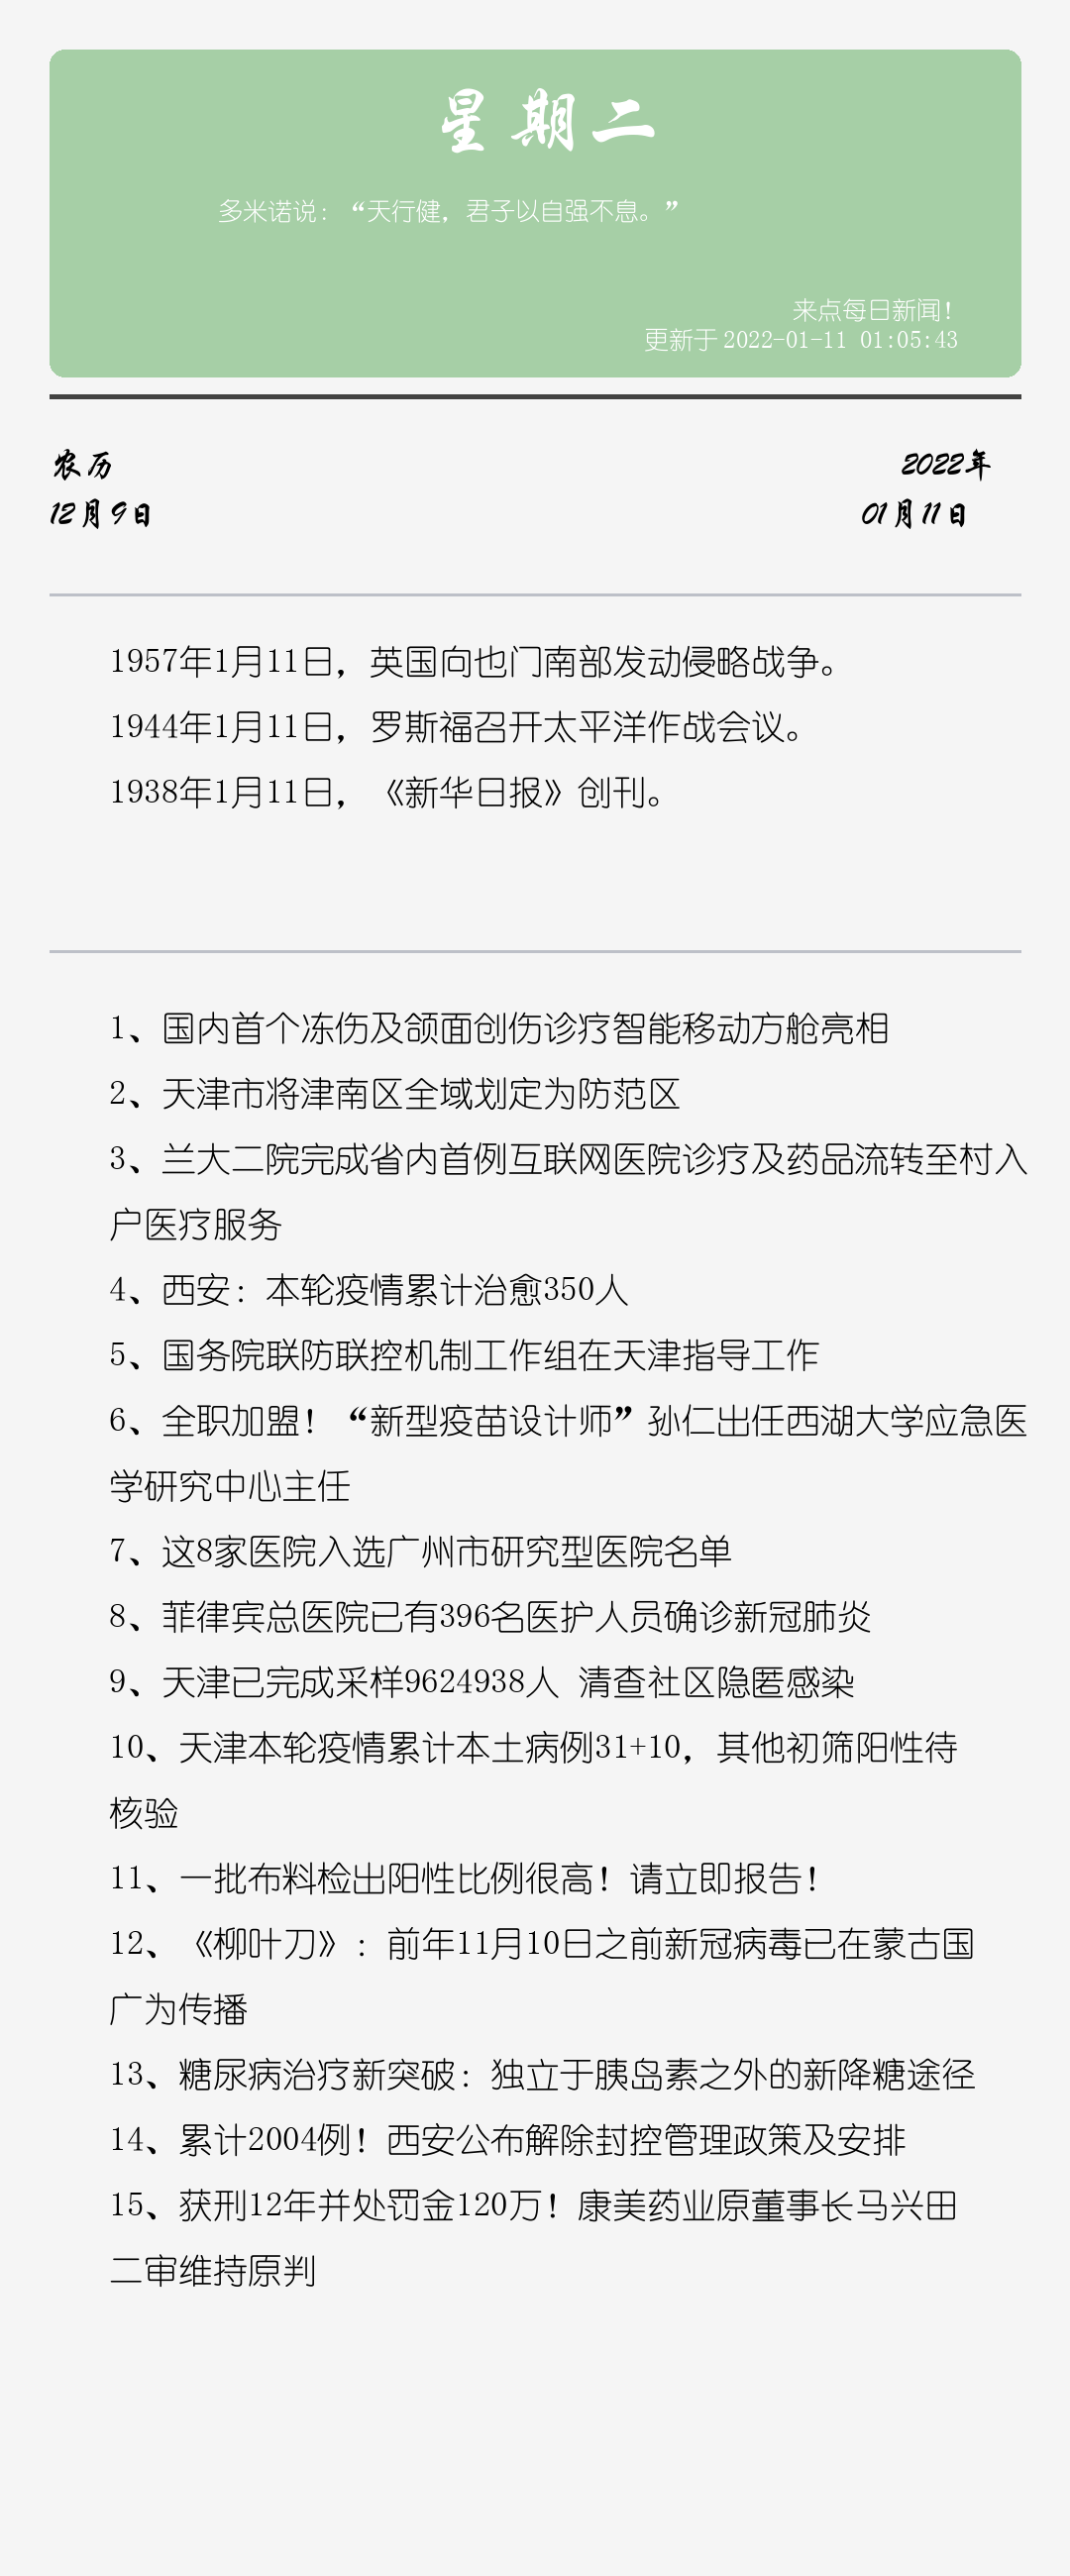 星期二
多米诺说：“天行健，君子以自强不息。”
来点每日新闻！
更新于 2022-01-11 01:05:43
农历
2022年
12月9日
01月11日
1957年1月11日，英国向也门南部发动侵略战争。
1944年1月11日，罗斯福召开太平洋作战会议。
1938年1月11日，《新华日报》创刊。
1、国内首个冻伤及颌面创伤诊疗智能移动方舱亮相
2、天津市将津南区全域划定为防范区
3、兰大二院完成省内首例互联网医院诊疗及药品流转至村入
户医疗服务
4、西安：本轮疫情累计治愈350人
5、国务院联防联控机制工作组在天津指导工作
6、全职加盟！“新型疫苗设计师”孙仁出任西湖大学应急医
学研究中心主任
7、这8家医院入选广州市研究型医院名单
8、菲律宾总医院已有396名医护人员确诊新冠肺炎
9、天津已完成采样9624938人 清查社区隐匿感染
10、天津本轮疫情累计本土病例31+10，其他初筛阳性待
核验
11、一批布料检出阳性比例很高！请立即报告！
12、《柳叶刀》：前年11月10日之前新冠病毒已在蒙古国
广为传播
13、糖尿病治疗新突破：独立于胰岛素之外的新降糖途径
14、累计2004例！西安公布解除封控管理政策及安排
15、获刑12年并处罚金120万！康美药业原董事长马兴田
二审维持原判